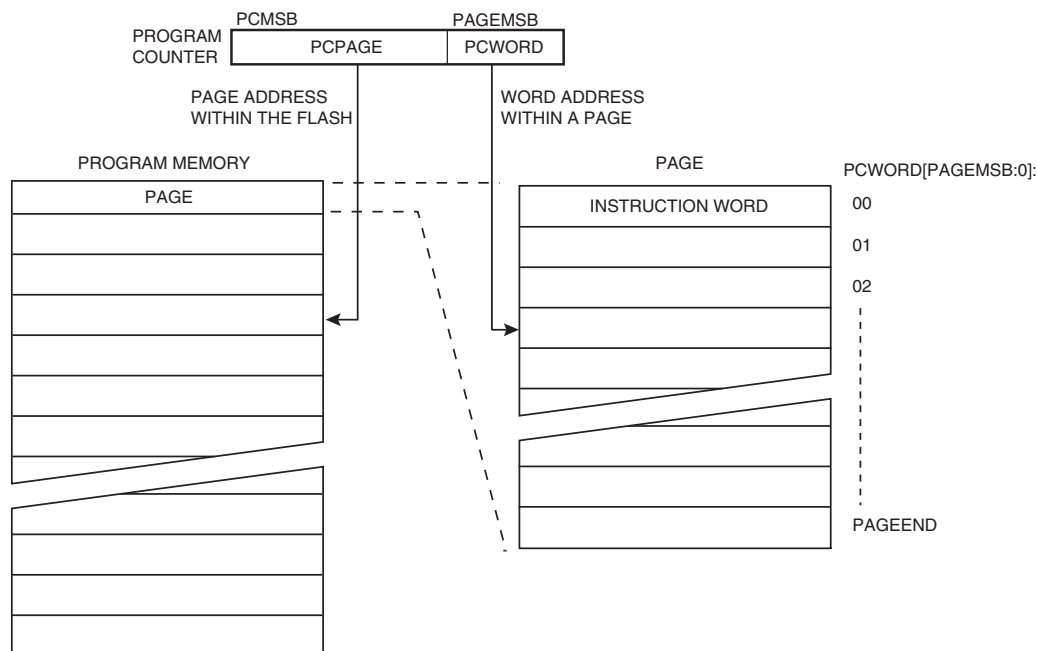 PCMSB
PAGEMSB
PROGRAM
COUNTER
PCPAGE
PCWORD
PAGE ADDRESS
WITHIN THE FLASH
WORD ADDRESS
WITHIN A PAGE
PROGRAM MEMORY
PAGE
PCWORD[PAGEMSB:0]:
PAGE
INSTRUCTION WORD
00
01
02
PAGEEND